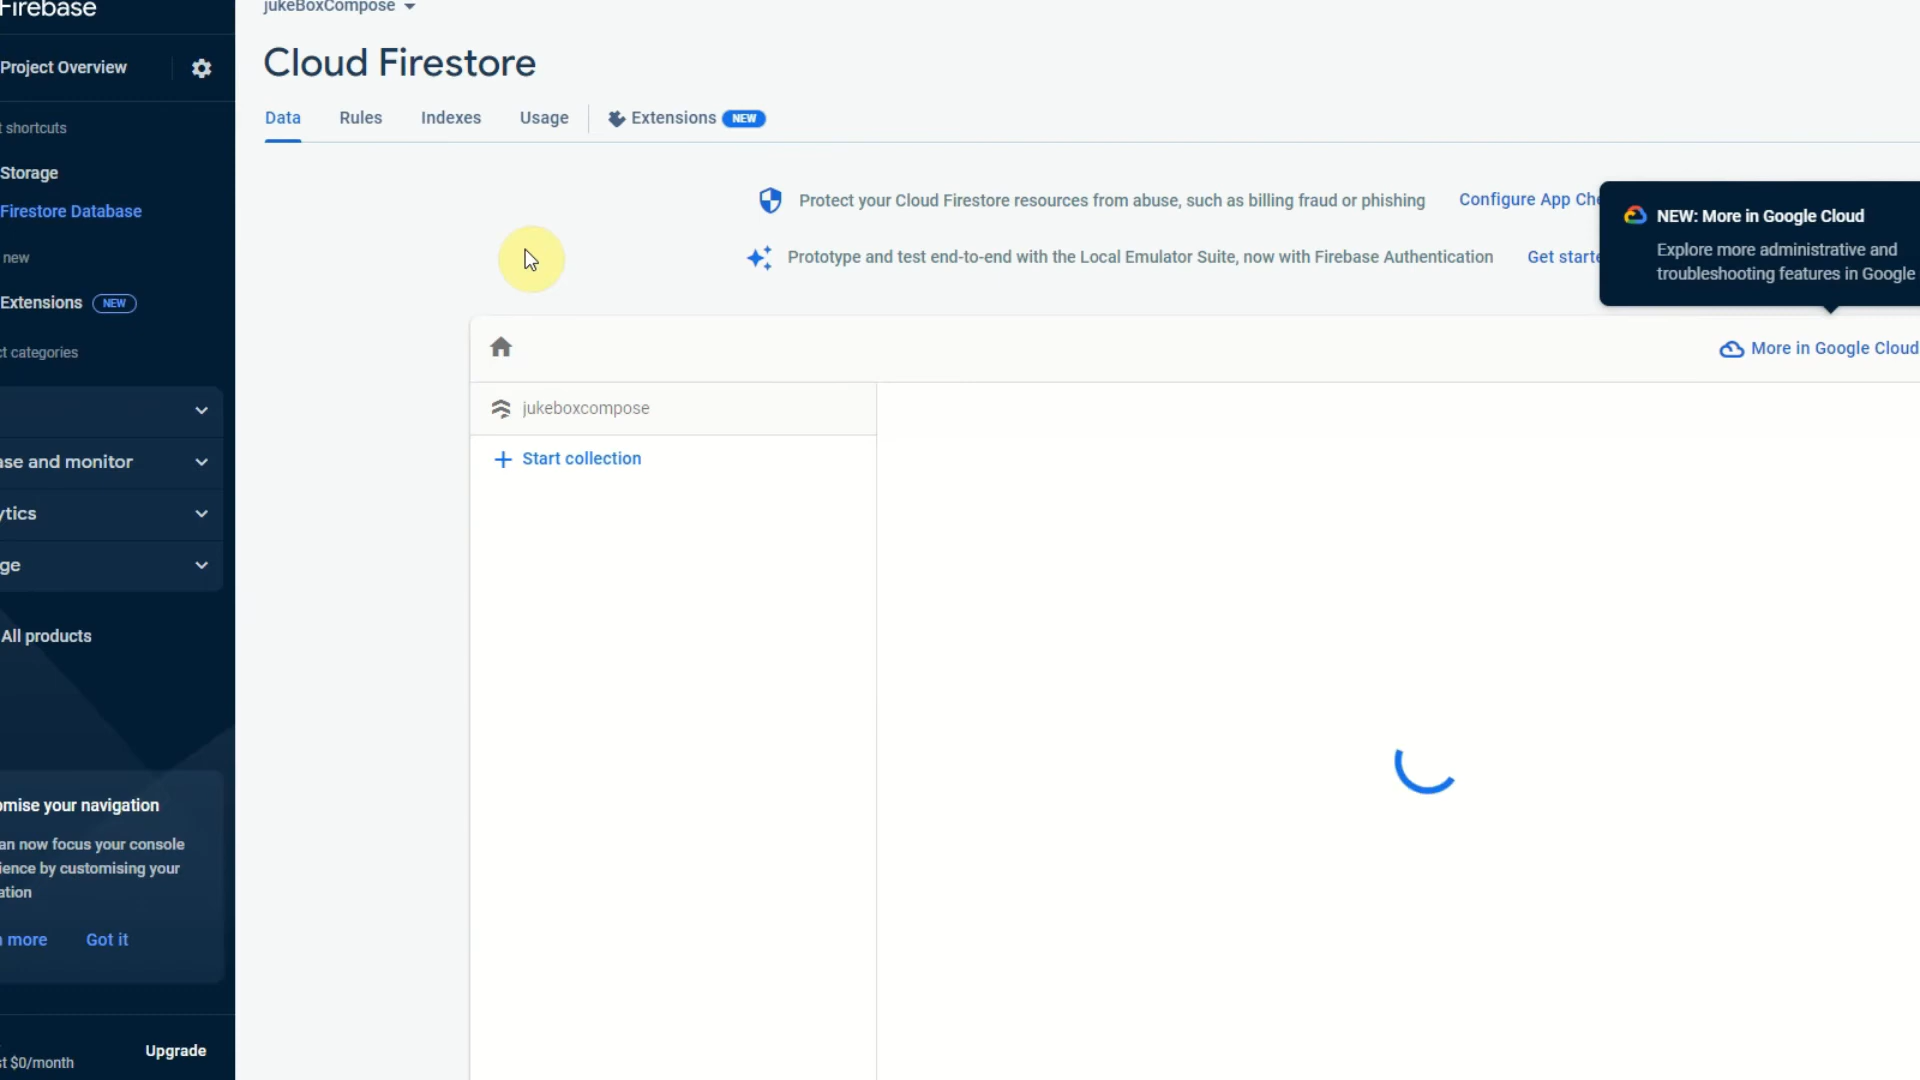 Firebase
jukeBoxCompose
Project Overview
Cloud Firestore
Data
Rules
Indexes
Usage
Extensions NEW
t shortcuts
Storage
Firestore Database
new
Extensions NEW
ct categories
ase and monitor
ytics
ge
All products
omise your navigation
an now focus your console
ience by customising your
ation
more
Got it
st $0/month
Upgrade
Protect your Cloud Firestore resources from abuse, such as billing fraud or phishing
Configure App Che
Prototype and test end-to-end with the Local Emulator Suite, now with Firebase Authentication
Get starte
NEW: More in Google Cloud
Explore more administrative and
troubleshooting features in Google
More in Google Cloud
jukeboxcompose
+ Start collection